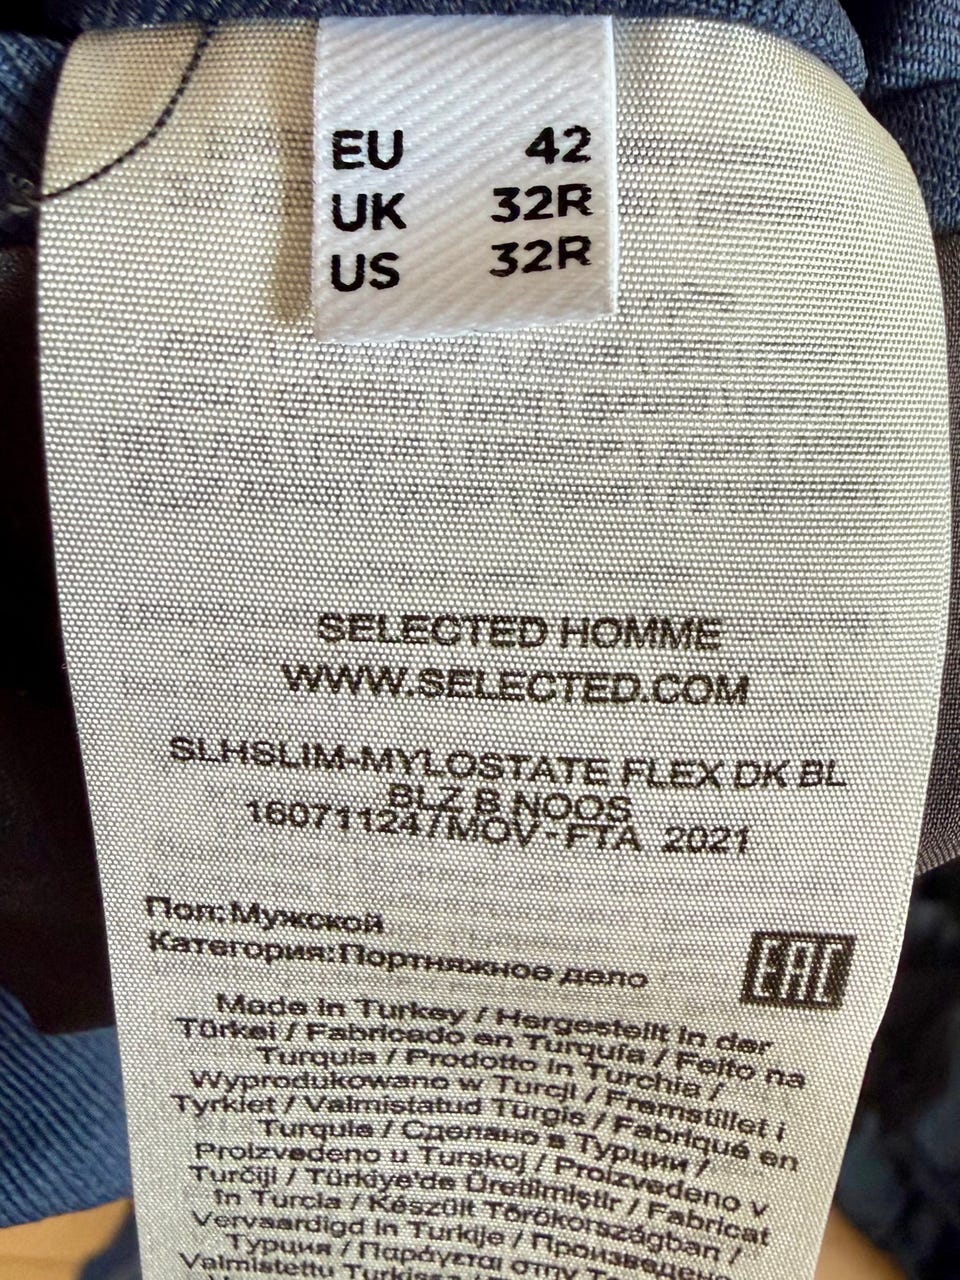 EU 42
UK 32R
US 32R
SELECTED HOMME
WWW.SELECTED.COM
SLHSLIM-MYLOSTATE FLEX DK BL
BLZ B NOOS
16071124 / MOV - FTA 2021
Пол: Мужской
Категория: Портняжное дело
EAC
Made in Turkey / Hergestellt in der
Türkei / Fabricado en Turquía / Feito na
Turquia / Prodotto in Turchia /
Wyprodukowano w Turcji / Fremstillet i
Tyrkiet / Valmistatud Türgis / Fabriqué en
Turquie / Сделано в Турции /
Proizvedeno u Turskoj / Proizvedeno v
Turčiji / Türkiye'de Üretilmiştir / Fabricat
în Turcia / Készült Törökországban /
Vervaardigd in Turkije / Произведено
Турция / Παράγεται στην
Valmistettu